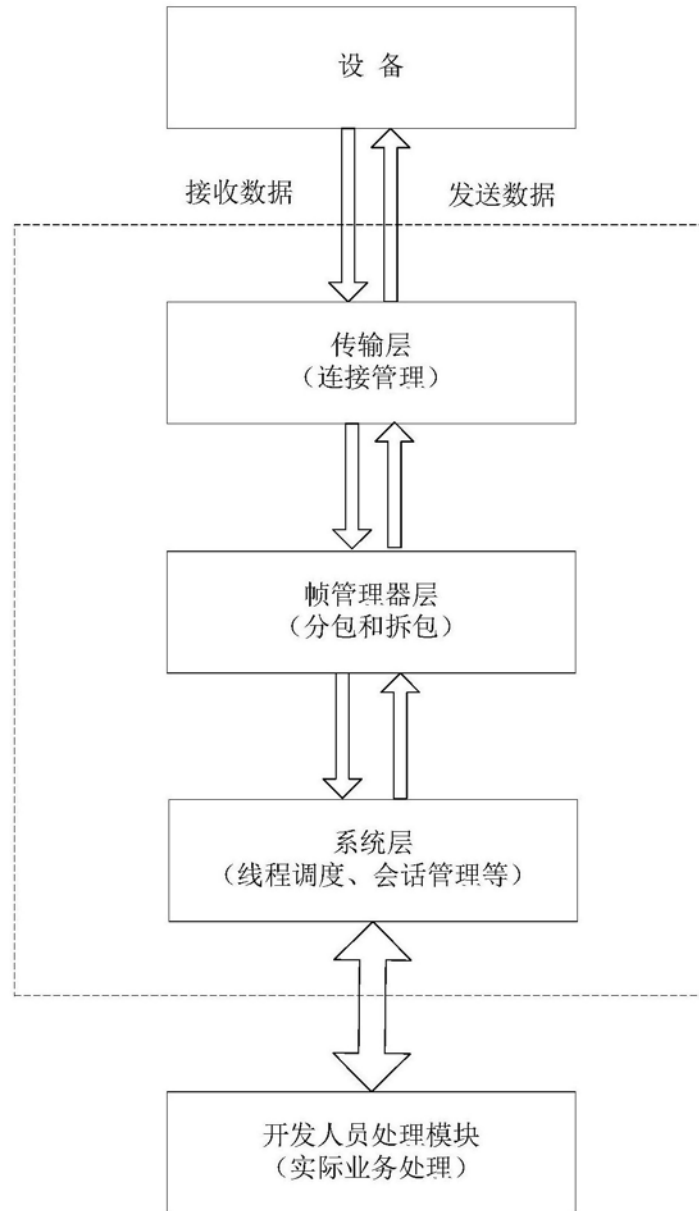 设 备
接收数据
发送数据
传输层
（连接管理）
帧管理器层
（分包和拆包）
系统层
（线程调度、会话管理等）
开发人员处理模块
（实际业务处理）